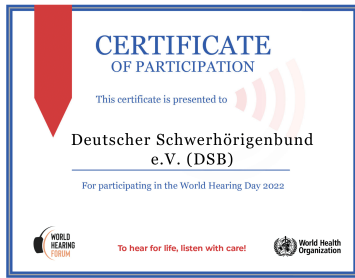 CERTIFICATE
OF PARTICIPATION
This certificate is presented to
Deutscher Schwerhörigenbund
e.V. (DSB)
For participating in the World Hearing Day 2022
WORLD
HEARING
FORUM
To hear for life, listen with care!
World Health
Organization